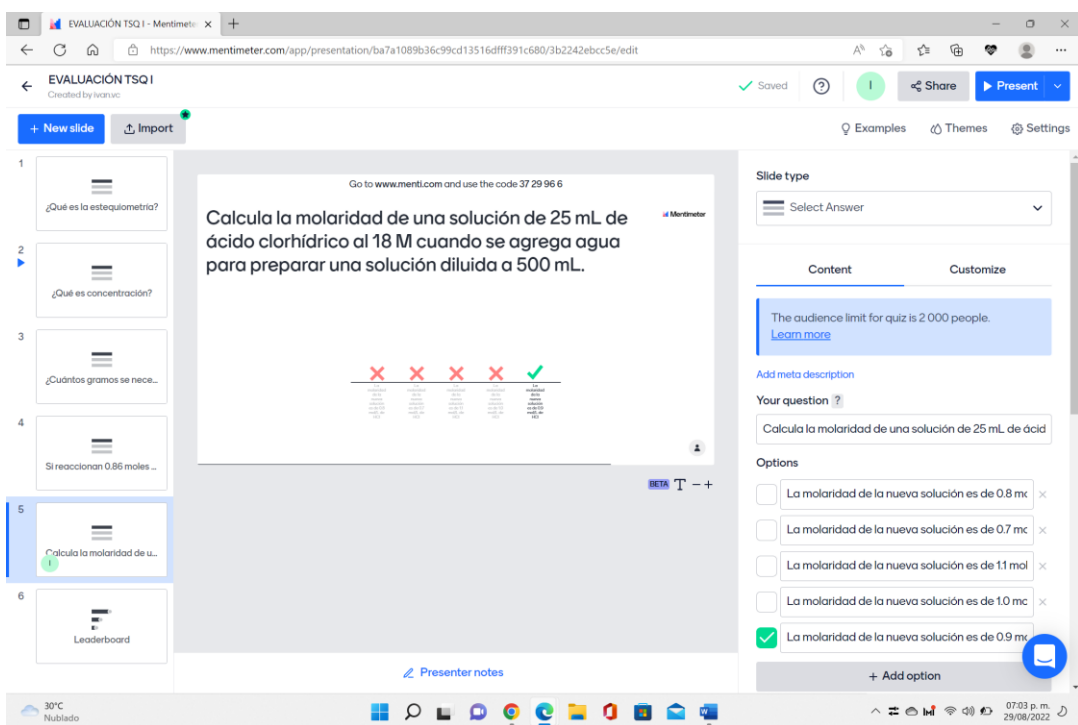 EVALUACIÓN TSQ I - Mentimete
https://www.mentimeter.com/app/presentation/ba7a1089b36c99cd13516dfff391c680/3b2242ebcc5e/edit
EVALUACIÓN TSQ I
Created by ivan.vc
Saved
I
Share
Present
+ New slide
Import
Examples
Themes
Settings
1
¿Qué es la estequiometría?
2
¿Qué es concentración?
3
¿Cuántos gramos se nece...
4
Si reaccionan 0.86 moles ...
5
Calcula la molaridad de u...
I
6
Leaderboard
Go to www.menti.com and use the code 37 29 96 6
Mentimeter
Calcula la molaridad de una solución de 25 mL de
ácido clorhídrico al 18 M cuando se agrega agua
para preparar una solución diluida a 500 mL.
BETA T - +
Presenter notes
Slide type
Select Answer
Content
Customize
The audience limit for quiz is 2 000 people.
Learn more
Add meta description
Your question ?
Calcula la molaridad de una solución de 25 mL de ácid
Options
La molaridad de la nueva solución es de 0.8 mo
La molaridad de la nueva solución es de 0.7 mo
La molaridad de la nueva solución es de 1.1 mol
La molaridad de la nueva solución es de 1.0 mo
La molaridad de la nueva solución es de 0.9 mo
+ Add option
30°C
Nublado
07:03 p. m.
29/08/2022